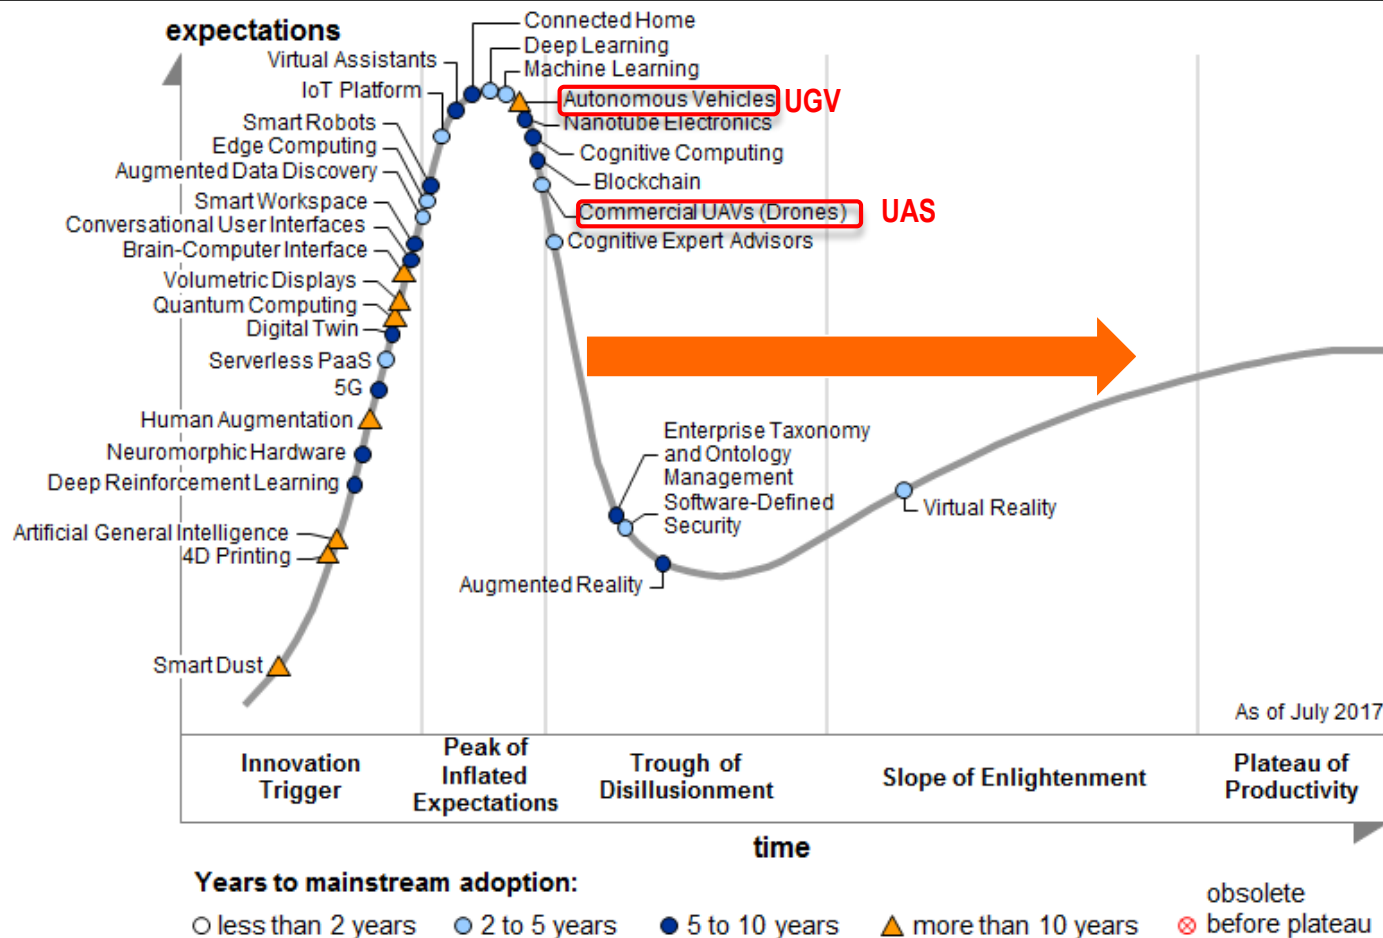 expectations
Connected Home
Deep Learning
Virtual Assistants
Machine Learning
IoT Platform
Autonomous Vehicles
UGV
Smart Robots
Nanotube Electronics
Edge Computing
Cognitive Computing
Augmented Data Discovery
Blockchain
Smart Workspace
Commercial UAVs (Drones)
UAS
Conversational User Interfaces
Cognitive Expert Advisors
Brain-Computer Interface
Volumetric Displays
Quantum Computing
Digital Twin
Serverless PaaS
5G
Human Augmentation
Enterprise Taxonomy
and Ontology
Management
Neuromorphic Hardware
Deep Reinforcement Learning
Software-Defined
Security
Virtual Reality
Artificial General Intelligence
4D Printing
Augmented Reality
Smart Dust
As of July 2017
Innovation
Trigger
Peak of
Inflated
Expectations
Trough of
Disillusionment
Slope of Enlightenment
Plateau of
Productivity
time
Years to mainstream adoption:
less than 2 years
2 to 5 years
5 to 10 years
more than 10 years
obsolete
before plateau